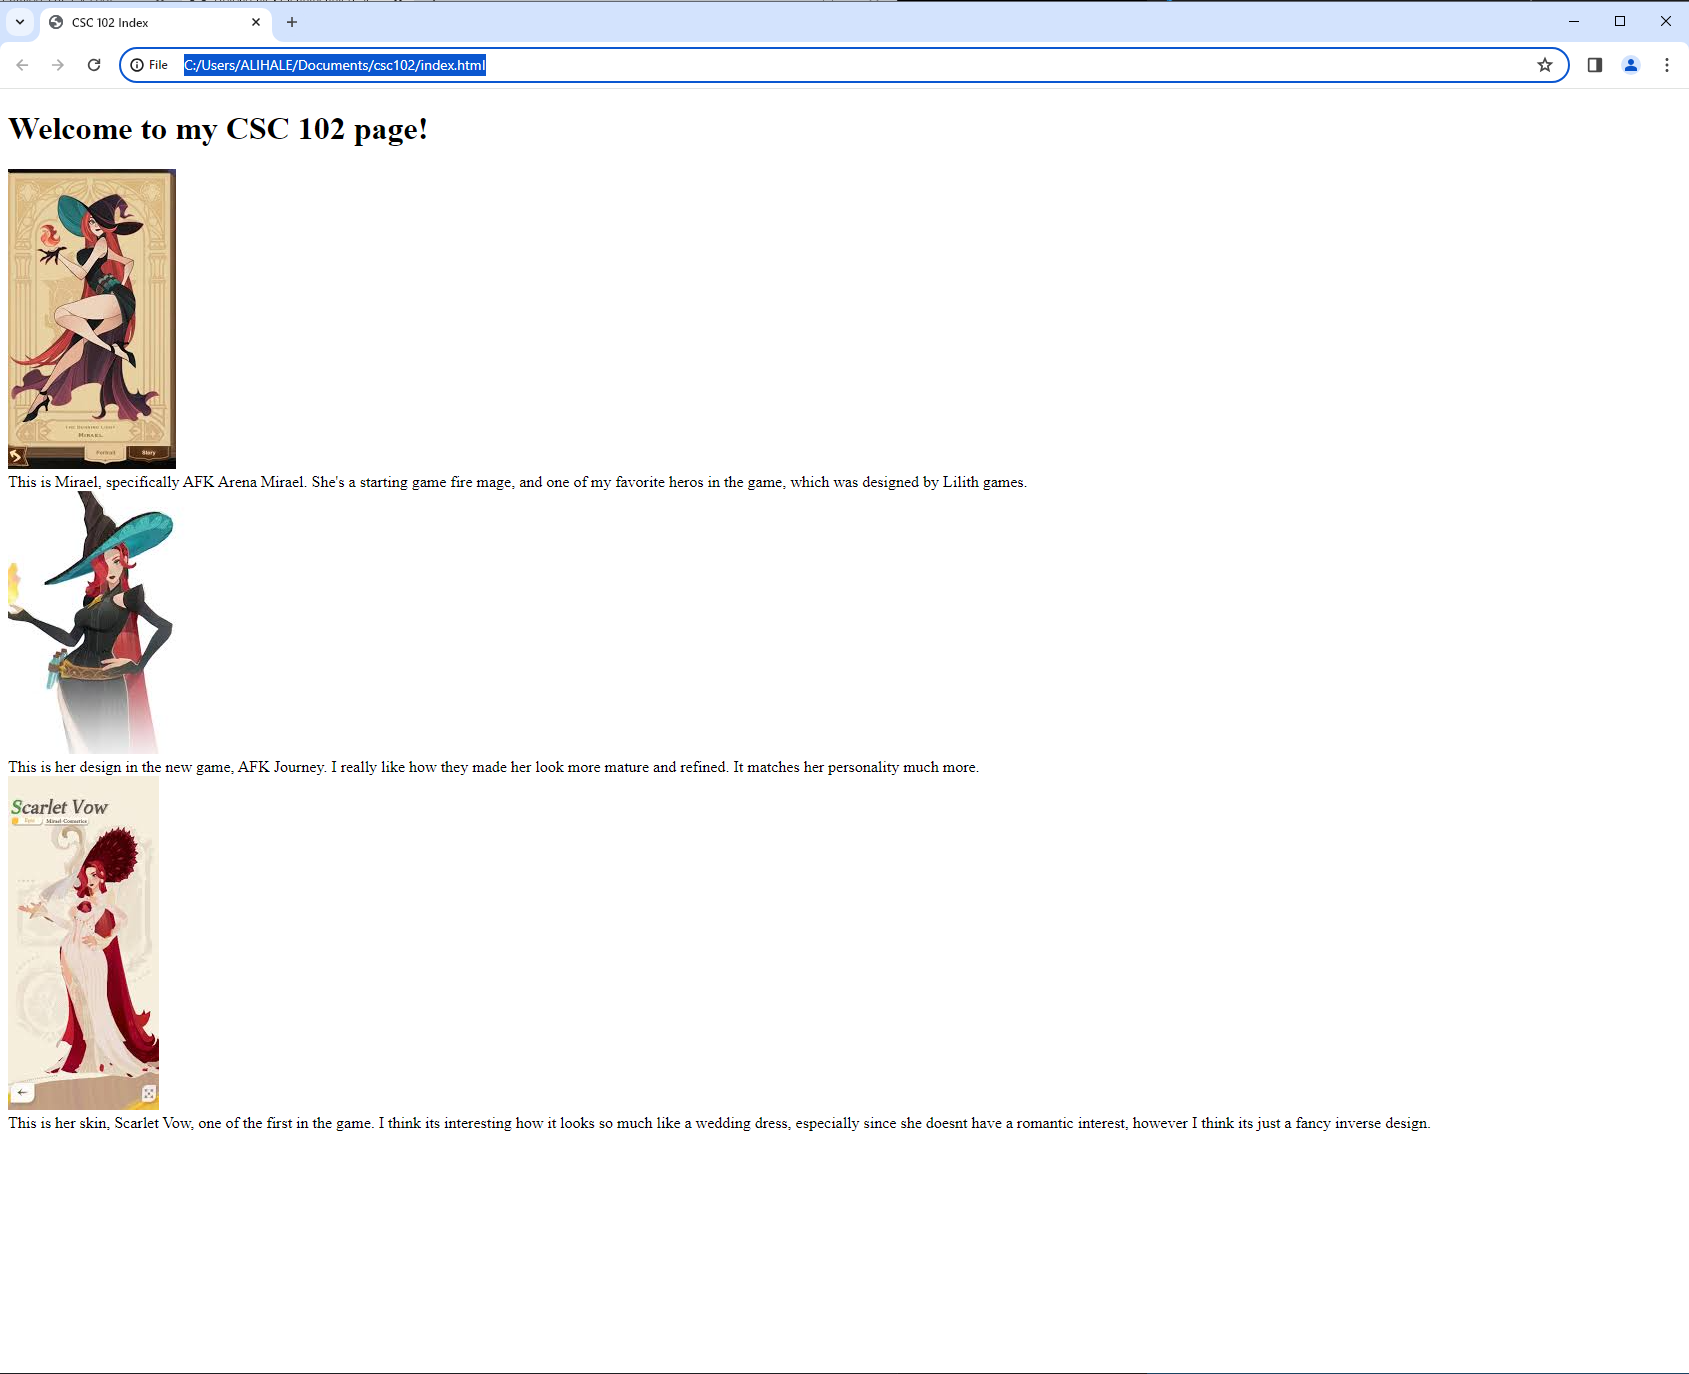 CSC 102 Index
File C:/Users/ALIHALE/Documents/csc102/index.html
Welcome to my CSC 102 page!
THE BURNING LIGHT
MIRAEL
Portrait Story
This is Mirael, specifically AFK Arena Mirael. She's a starting game fire mage, and one of my favorite heros in the game, which was designed by Lilith games.
This is her design in the new game, AFK Journey. I really like how they made her look more mature and refined. It matches her personality much more.
Scarlet Vow
Epic Mirael Cosmetics
This is her skin, Scarlet Vow, one of the first in the game. I think its interesting how it looks so much like a wedding dress, especially since she doesnt have a romantic interest, however I think its just a fancy inverse design.